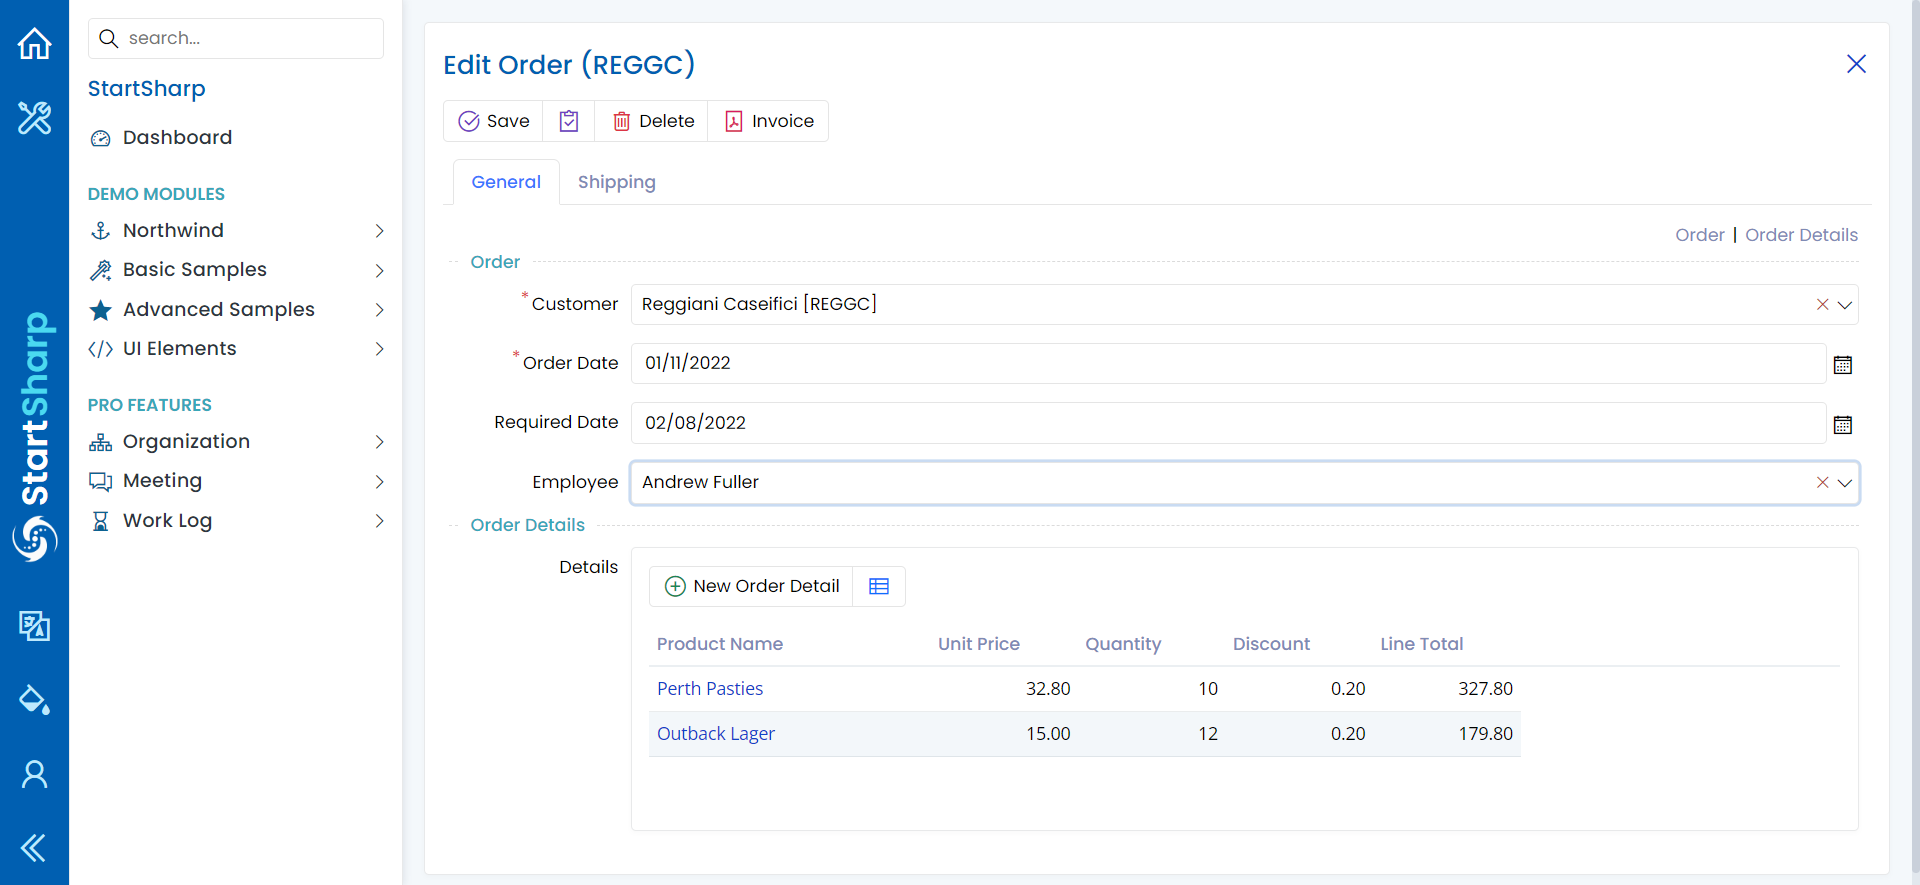 StartSharp
search...
StartSharp
Dashboard
DEMO MODULES
Northwind
Basic Samples
Advanced Samples
UI Elements
PRO FEATURES
Organization
Meeting
Work Log
Edit Order (REGGC)
Save Delete Invoice
General Shipping
Order | Order Details
Order
* Customer Reggiani Caseifici [REGGC]
* Order Date 01/11/2022
Required Date 02/08/2022
Employee Andrew Fuller
Order Details
Details
New Order Detail
Product Name Unit Price Quantity Discount Line Total
Perth Pasties 32.80 10 0.20 327.80
Outback Lager 15.00 12 0.20 179.80